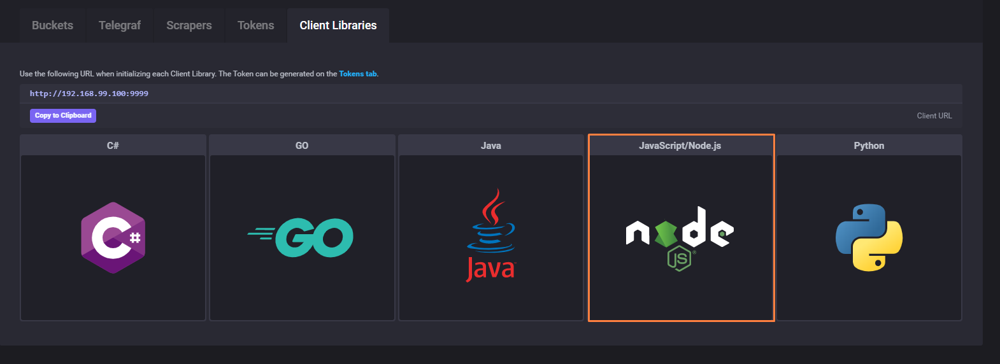 Buckets Telegraf Scrapers Tokens Client Libraries
Use the following URL when initializing each Client Library. The Token can be generated on the Tokens tab.
http://192.168.99.100:9999
Copy to Clipboard Client URL
C# GO Java JavaScript/Node.js Python
C# GO Java™ node JS®